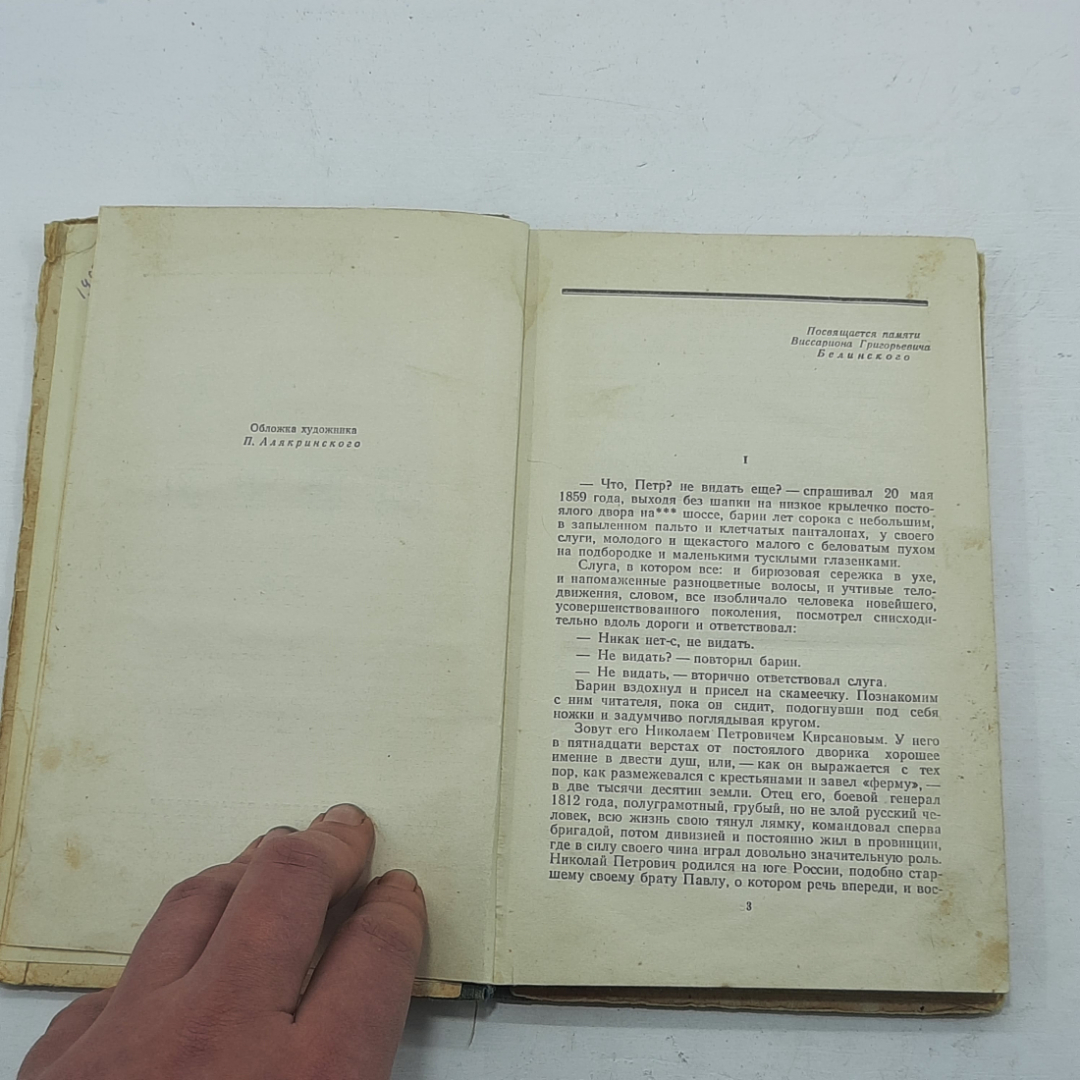 Обложка художника
П. Алякринского
Посвящается памяти
Виссариона Григорьевича
Белинского
I
— Что, Петр? не видать еще? — спрашивал 20 мая
1859 года, выходя без шапки на низкое крылечко посто-
ялого двора на*** шоссе, барин лет сорока с небольшим,
в запыленном пальто и клетчатых панталонах, у своего
слуги, молодого и щекастого малого с беловатым пухом
на подбородке и маленькими тусклыми глазенками.
Слуга, в котором все: и бирюзовая сережка в ухе,
и напомаженные разноцветные волосы, и учтивые тело-
движения, словом, все изобличало человека новейшего,
усовершенствованного поколения, посмотрел снисходи-
тельно вдоль дороги и ответствовал:
— Никак нет-с, не видать.
— Не видать? — повторил барин.
— Не видать, — вторично ответствовал слуга.
Барин вздохнул и присел на скамеечку. Познакомим
с ним читателя, пока он сидит, подогнувши под себя
ножки и задумчиво поглядывая кругом.
Зовут его Николаем Петровичем Кирсановым. У него
в пятнадцати верстах от постоялого дворика хорошее
имение в двести душ, или, — как он выражается с тех
пор, как размежевался с крестьянами и завел «ферму», —
в две тысячи десятин земли. Отец его, боевой генерал
1812 года, полуграмотный, грубый, но не злой русский че-
ловек, всю жизнь свою тянул лямку, командовал сперва
бригадой, потом дивизией и постоянно жил в провинции,
где в силу своего чина играл довольно значительную роль.
Николай Петрович родился на юге России, подобно стар-
шему своему брату Павлу, о котором речь впереди, и вос-
3